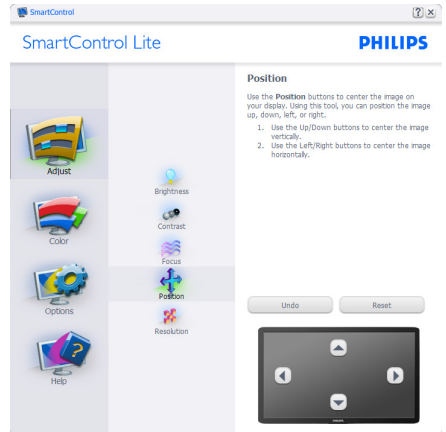 SmartControl
SmartControl Lite
PHILIPS
Adjust
Color
Options
Help
Brightness
Contrast
Focus
Position
Resolution
Position
Use the Position buttons to center the image on
your display. Using this tool, you can position the image
up, down, left, or right.
1. Use the Up/Down buttons to center the image
vertically.
2. Use the Left/Right buttons to center the image
horizontally.
Undo
Reset
PHILIPS